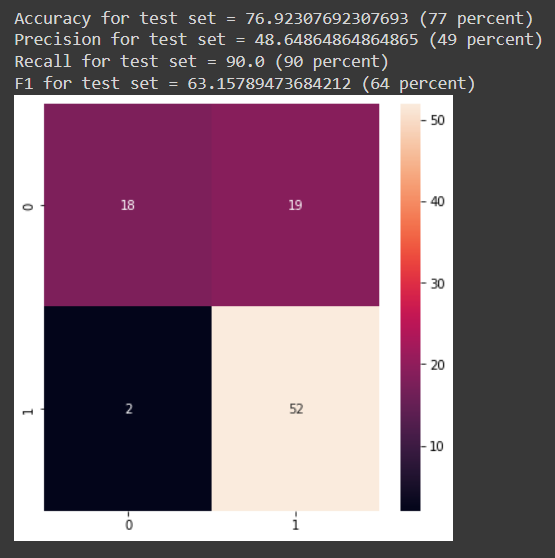 Accuracy for test set = 76.92307692307693 (77 percent)
Precision for test set = 48.64864864864865 (49 percent)
Recall for test set = 90.0 (90 percent)
F1 for test set = 63.15789473684212 (64 percent)
50
0 18 19
40
30
20
1 2 52
10
0 1